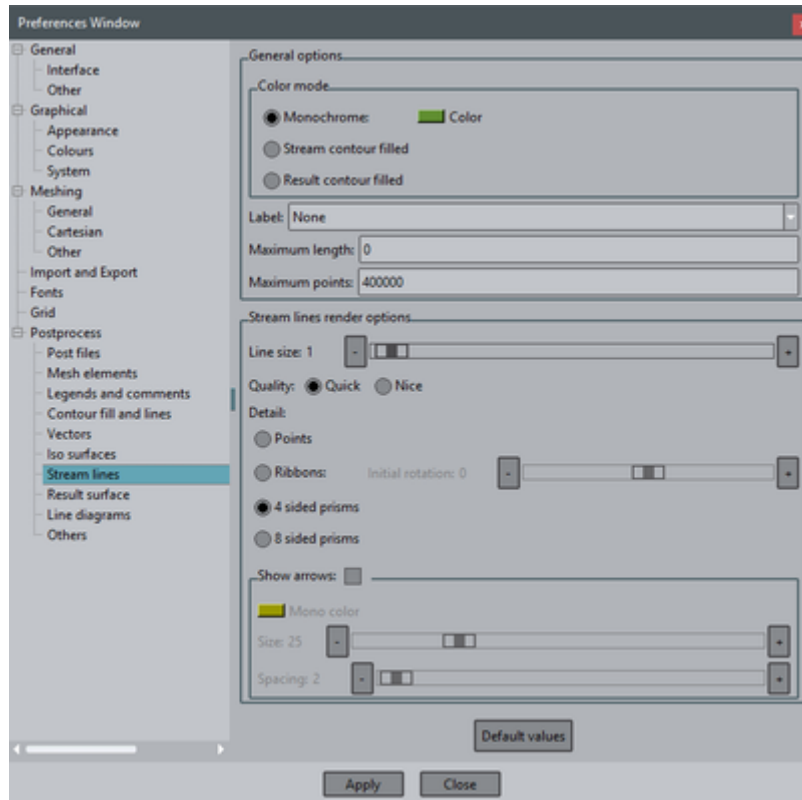 Preferences Window
General
Interface
Other
Graphical
Appearance
Colours
System
Meshing
General
Cartesian
Other
Import and Export
Fonts
Grid
Postprocess
Post files
Mesh elements
Legends and comments
Contour fill and lines
Vectors
Iso surfaces
Stream lines
Result surface
Line diagrams
Others
General options
Color mode
Monochrome: Color
Stream contour filled
Result contour filled
Label: None
Maximum length: 0
Maximum points: 400000
Stream lines render options
Line size: 1 - +
Quality: Quick Nice
Detail:
Points
Ribbons: Initial rotation: 0 - +
4 sided prisms
8 sided prisms
Show arrows:
Mono color
Size: 25 - +
Spacing: 2 - +
Default values
Apply Close